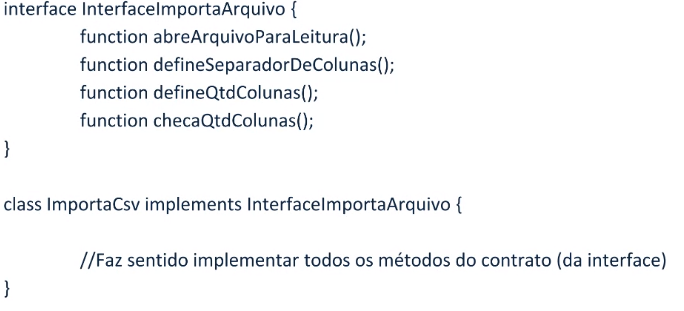 interface InterfaceImportaArquivo {
function abreArquivoParaLeitura();
function defineSeparadorDeColunas();
function defineQtdColunas();
function checaQtdColunas();
}
class ImportaCsv implements InterfaceImportaArquivo {
//Faz sentido implementar todos os métodos do contrato (da interface)
}